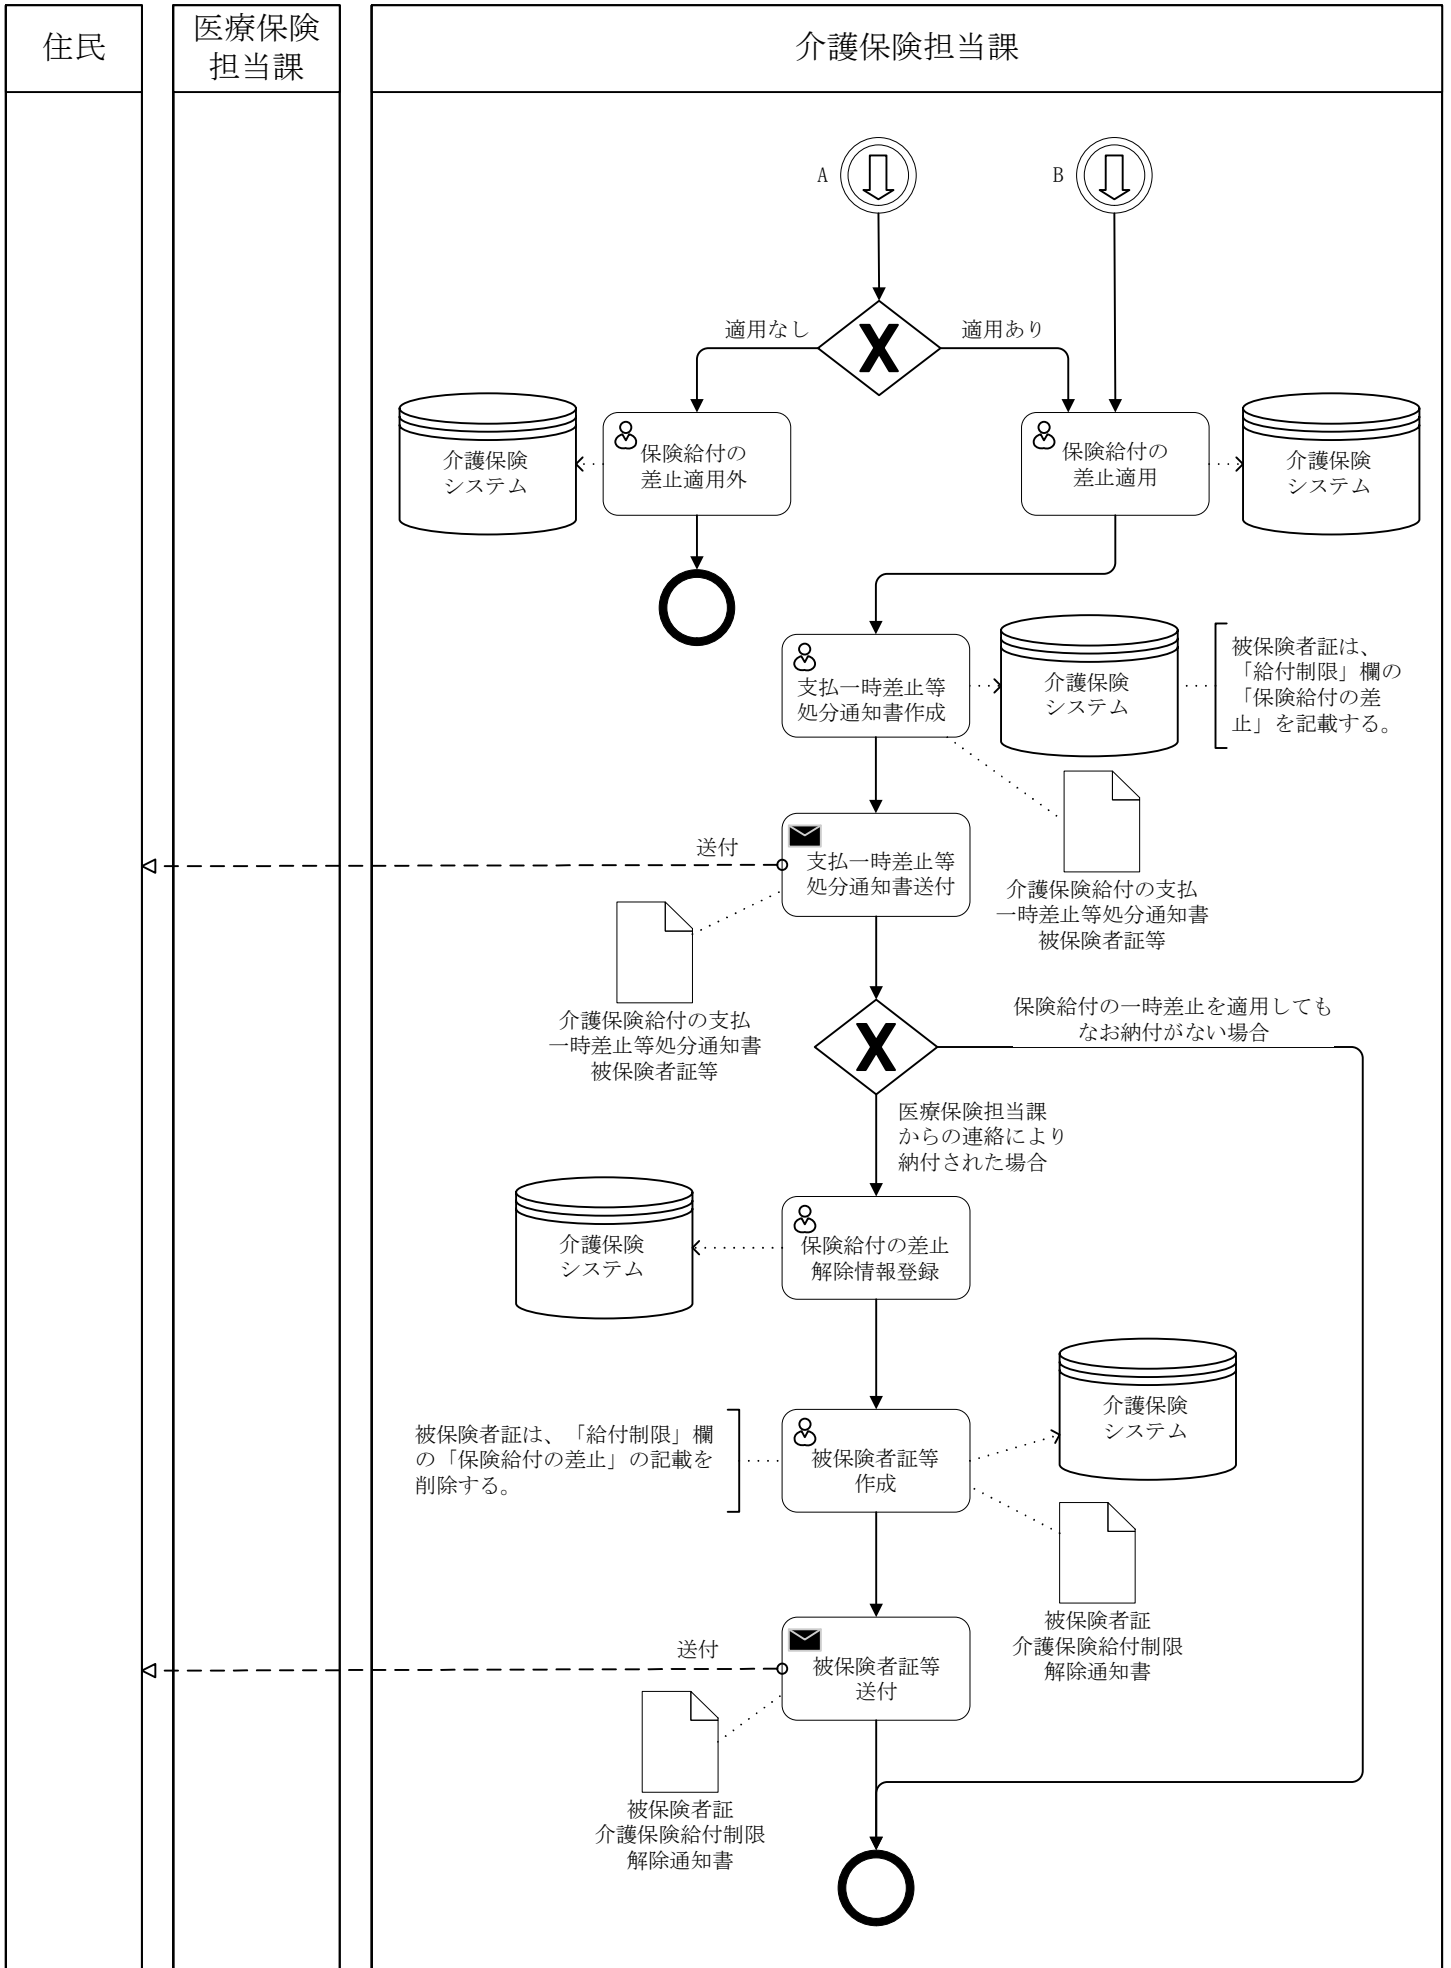 住民
医療保険
担当課
介護保険担当課
A
B
適用なし
適用あり
介護保険
システム
保険給付の
差止適用外
保険給付の
差止適用
介護保険
システム
支払一時差止等
処分通知書作成
介護保険
システム
被保険者証は、
「給付制限」欄の
「保険給付の差
止」を記載する。
送付
支払一時差止等
処分通知書送付
介護保険給付の支払
一時差止等処分通知書
被保険者証等
介護保険給付の支払
一時差止等処分通知書
被保険者証等
保険給付の一時差止を適用しても
なお納付がない場合
医療保険担当課
からの連絡により
納付された場合
介護保険
システム
保険給付の差止
解除情報登録
被保険者証は、「給付制限」欄
の「保険給付の差止」の記載を
削除する。
被保険者証等
作成
介護保険
システム
被保険者証
介護保険給付制限
解除通知書
送付
被保険者証等
送付
被保険者証
介護保険給付制限
解除通知書